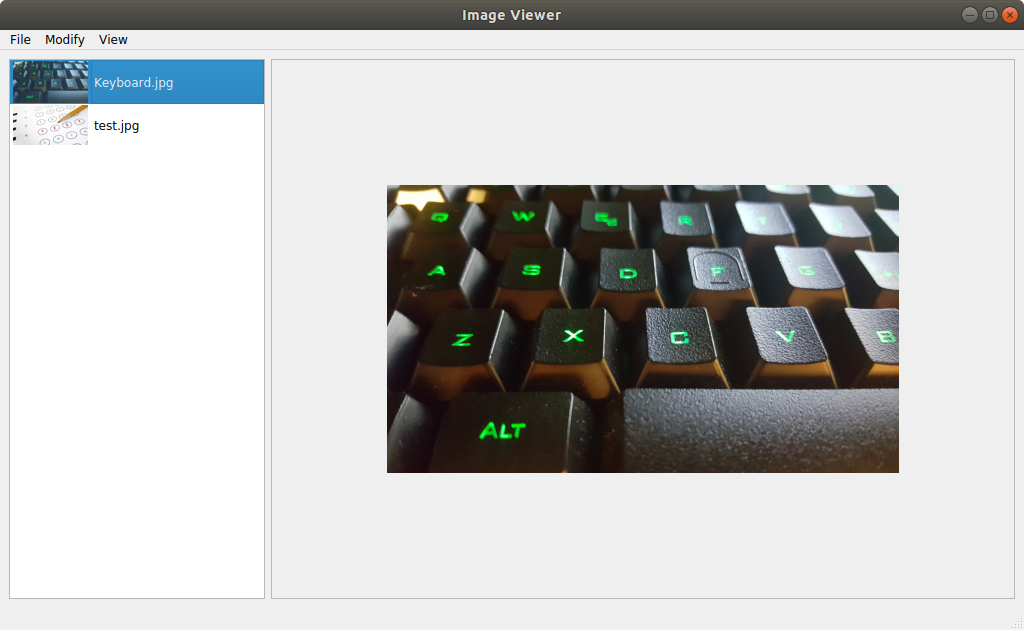 Image Viewer
File Modify View
Keyboard.jpg
test.jpg
Q W E R
A S D F G
Z X C V B
ALT